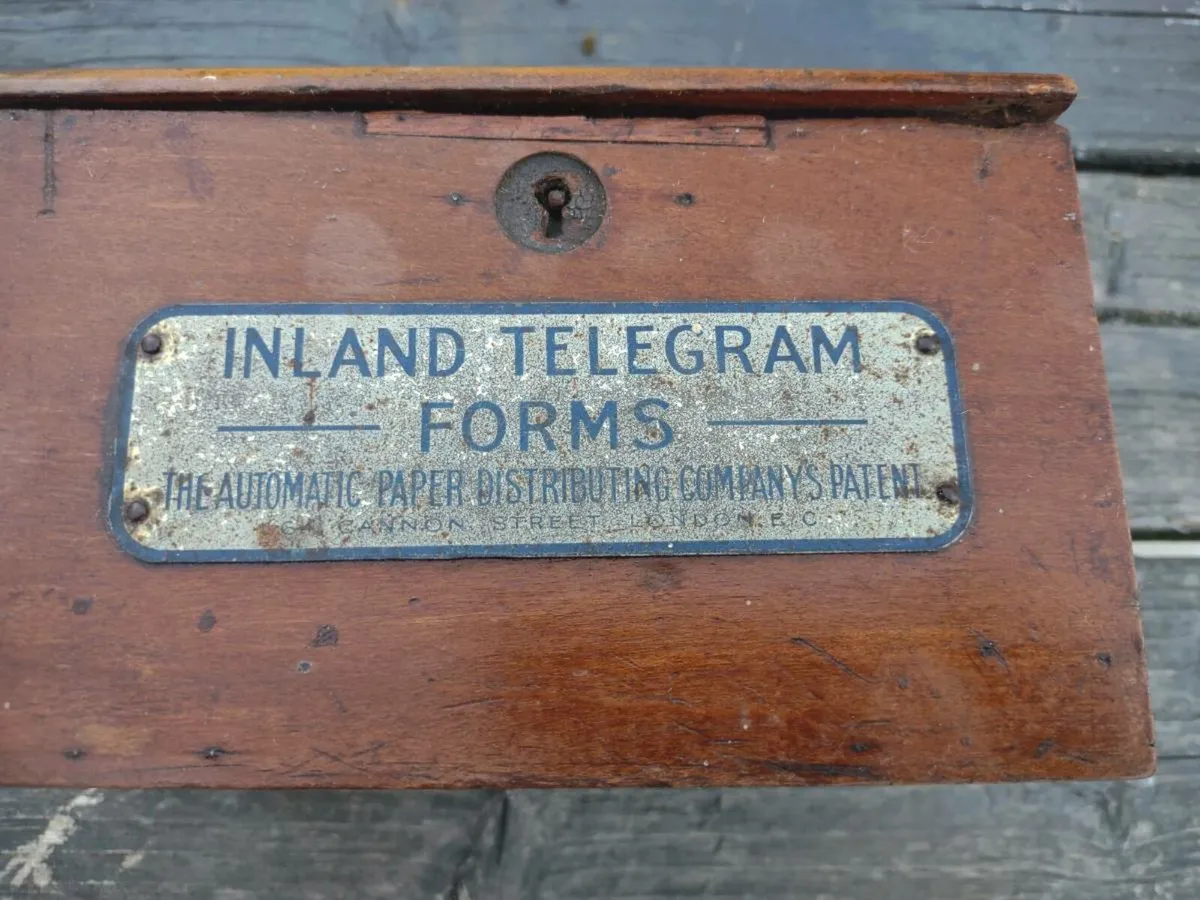 INLAND TELEGRAM
FORMS
THE AUTOMATIC PAPER DISTRIBUTING COMPANY'S PATENT
CANNON STREET LONDON E C